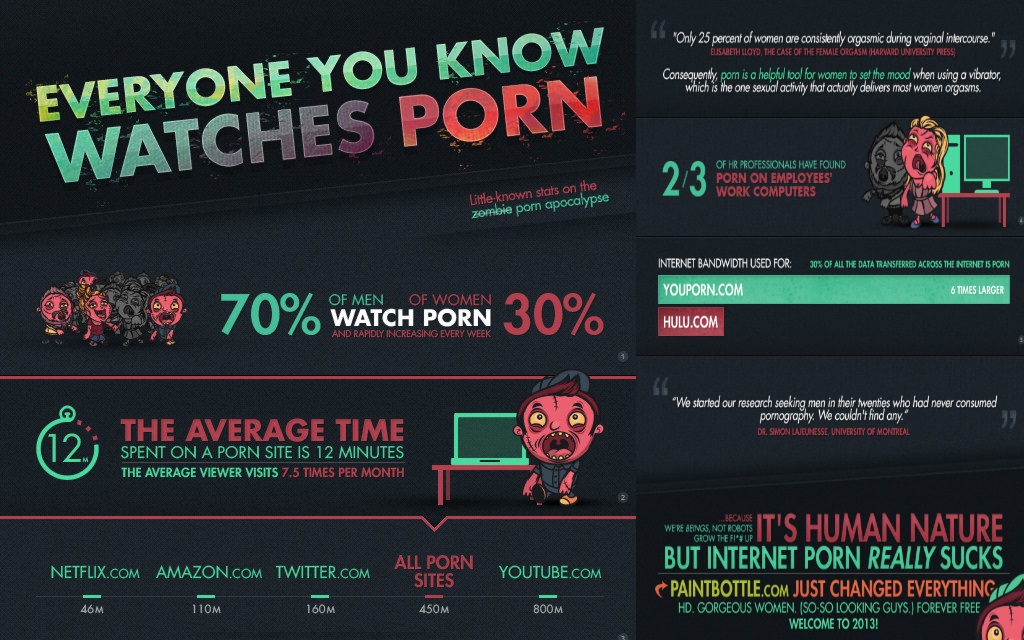 EVERYONE YOU KNOW
WATCHES PORN
Little-known stats on the
zombie porn apocalypse
70% OF MEN OF WOMEN 30%
WATCH PORN
AND RAPIDLY INCREASING EVERY WEEK
1
12M
THE AVERAGE TIME
SPENT ON A PORN SITE IS 12 MINUTES
THE AVERAGE VIEWER VISITS 7.5 TIMES PER MONTH
2
NETFLIX.COM AMAZON.COM TWITTER.COM ALL PORN SITES YOUTUBE.COM
46M 110M 160M 450M 800M
3
"Only 25 percent of women are consistently orgasmic during vaginal intercourse."
ELISABETH LLOYD, THE CASE OF THE FEMALE ORGASM (HARVARD UNIVERSITY PRESS)
Consequently, porn is a helpful tool for women to set the mood when using a vibrator,
which is the one sexual activity that actually delivers most women orgasms.
2/3
OF HR PROFESSIONALS HAVE FOUND
PORN ON EMPLOYEES'
WORK COMPUTERS
4
INTERNET BANDWIDTH USED FOR: 30% OF ALL THE DATA TRANSFERRED ACROSS THE INTERNET IS PORN
YOUPORN.COM 6 TIMES LARGER
HULU.COM
5
"We started our research seeking men in their twenties who had never consumed
pornography. We couldn't find any."
DR. SIMON LAJEUNESSE, UNIVERSITY OF MONTREAL
...BECAUSE
WE'RE BEINGS, NOT ROBOTS
GROW THE F!*# UP
IT'S HUMAN NATURE
BUT INTERNET PORN REALLY SUCKS
PAINTBOTTLE.COM JUST CHANGED EVERYTHING
HD. GORGEOUS WOMEN. (SO-SO LOOKING GUYS.) FOREVER FREE
WELCOME TO 2013!